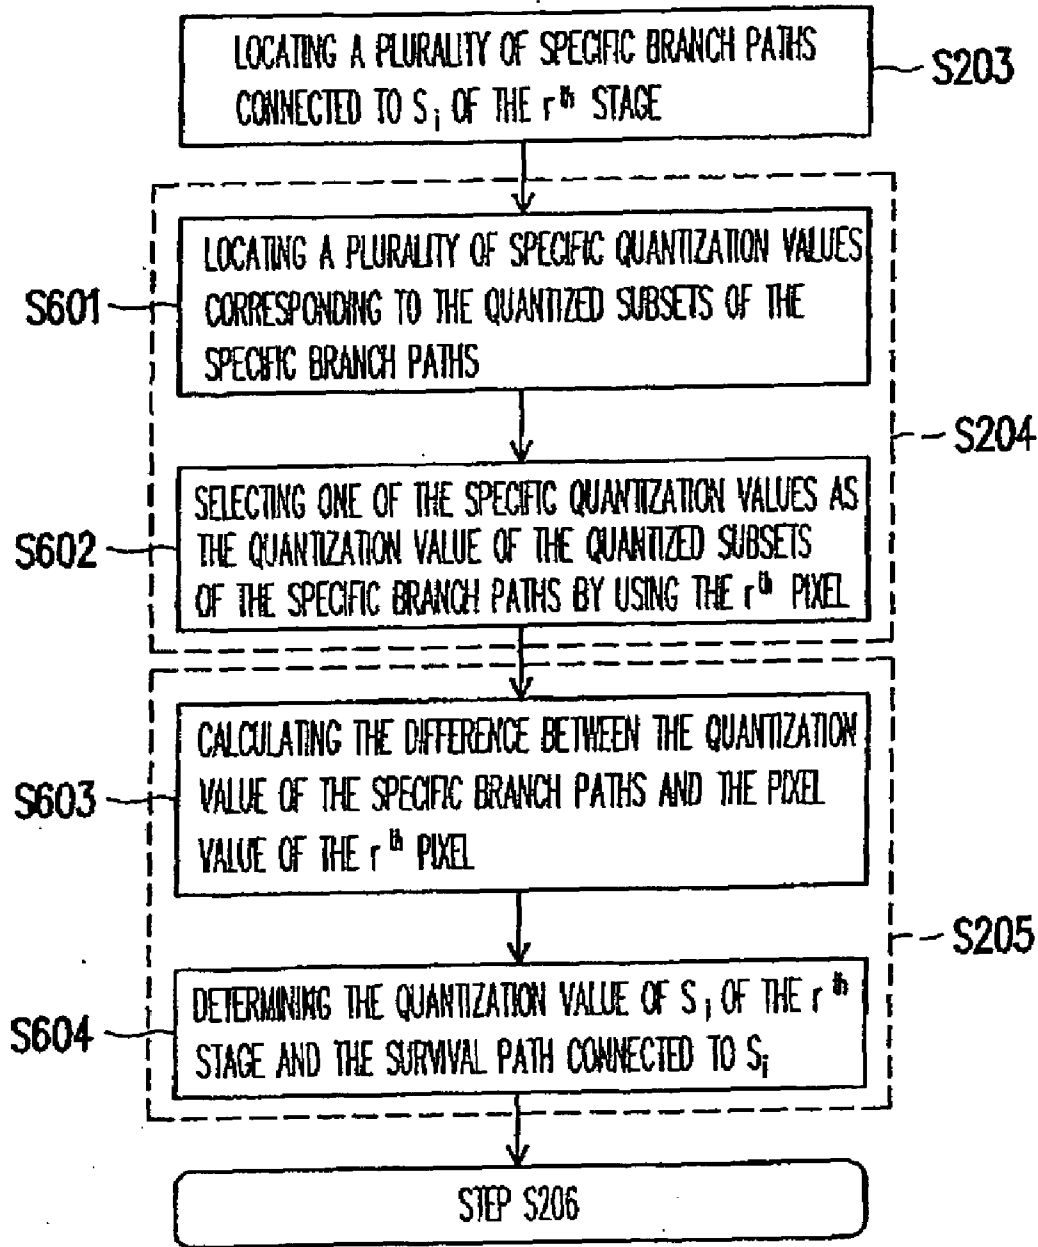 LOCATING A PLURALITY OF SPECIFIC BRANCH PATHS
CONNECTED TO S_i OF THE r^th STAGE
S203
LOCATING A PLURALITY OF SPECIFIC QUANTIZATION VALUES
CORRESPONDING TO THE QUANTIZED SUBSETS OF THE
SPECIFIC BRANCH PATHS
S601
S204
SELECTING ONE OF THE SPECIFIC QUANTIZATION VALUES AS
THE QUANTIZATION VALUE OF THE QUANTIZED SUBSETS
OF THE SPECIFIC BRANCH PATHS BY USING THE r^th PIXEL
S602
CALCULATING THE DIFFERENCE BETWEEN THE QUANTIZATION
VALUE OF THE SPECIFIC BRANCH PATHS AND THE PIXEL
VALUE OF THE r^th PIXEL
S603
S205
DETERMINING THE QUANTIZATION VALUE OF S_i OF THE r^th
STAGE AND THE SURVIVAL PATH CONNECTED TO S_i
S604
STEP S206